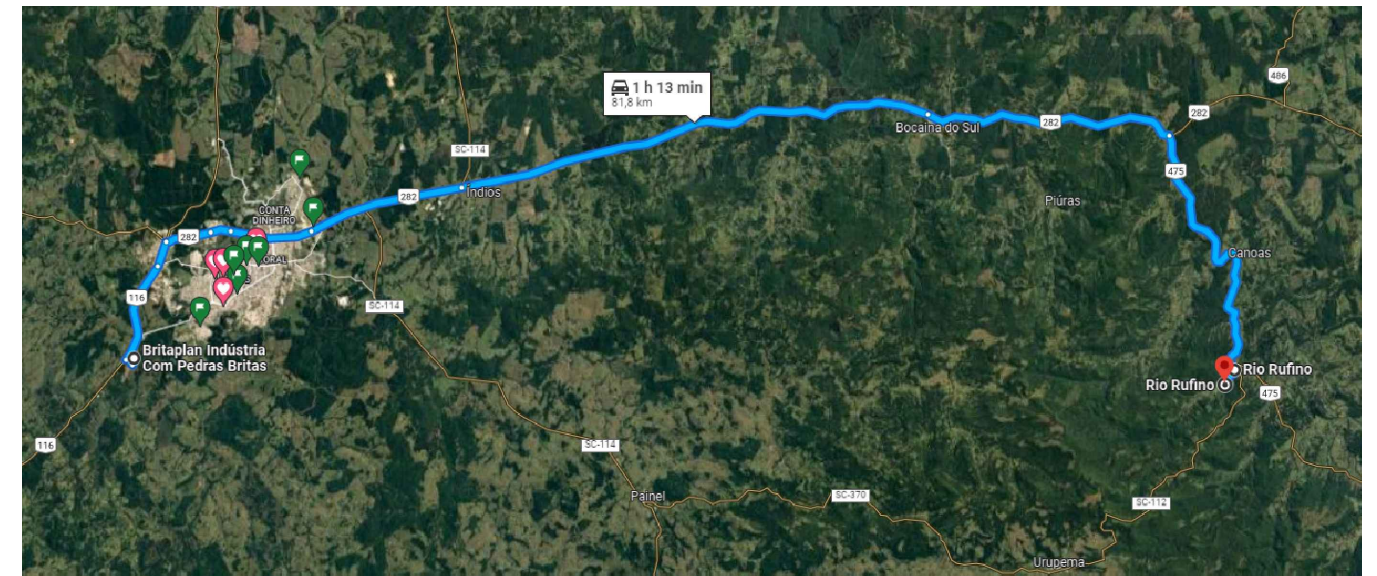 486
1 h 13 min
81,8 km
282
Bocaina do Sul
282
SC-114
475
Índios
282
Piúras
CONTA
DINHEIRO
282
Canoas
ORAL
116
SC-114
Britaplan Indústria
Com Pedras Britas
Rio Rufino
Rio Rufino
475
116
SC-114
Painel
SC-370
SC-112
Urupema